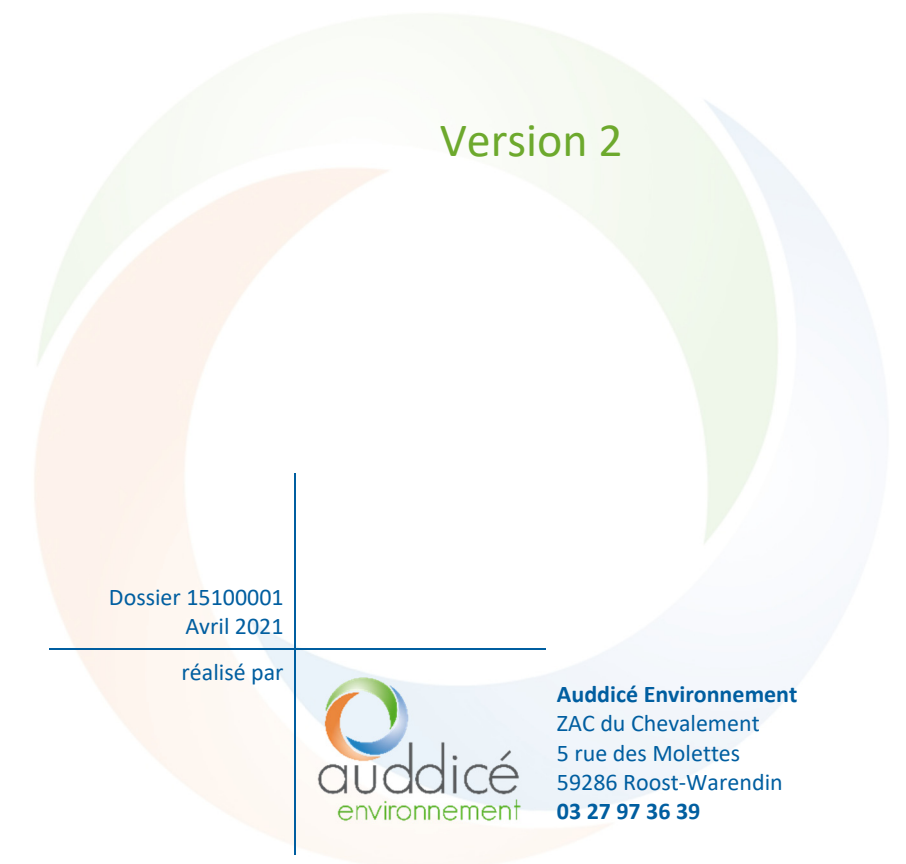 Version 2
Dossier 15100001
Avril 2021
réalisé par
auddicé
environnement
Auddicé Environnement
ZAC du Chevalement
5 rue des Molettes
59286 Roost-Warendin
03 27 97 36 39